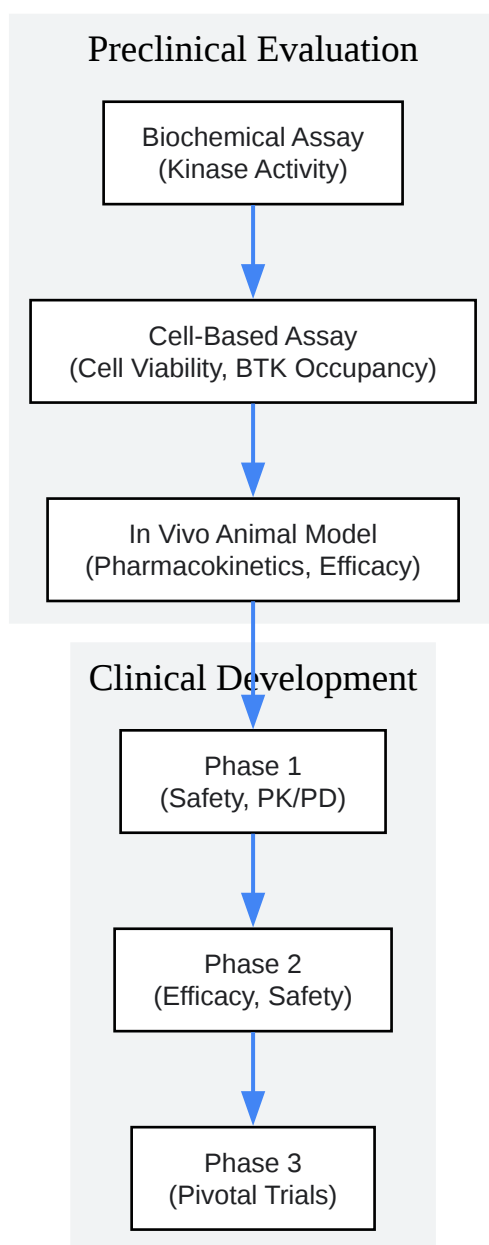 Preclinical Evaluation
Biochemical Assay
(Kinase Activity)
Cell-Based Assay
(Cell Viability, BTK Occupancy)
In Vivo Animal Model
(Pharmacokinetics, Efficacy)
Clinical Development
Phase 1
(Safety, PK/PD)
Phase 2
(Efficacy, Safety)
Phase 3
(Pivotal Trials)